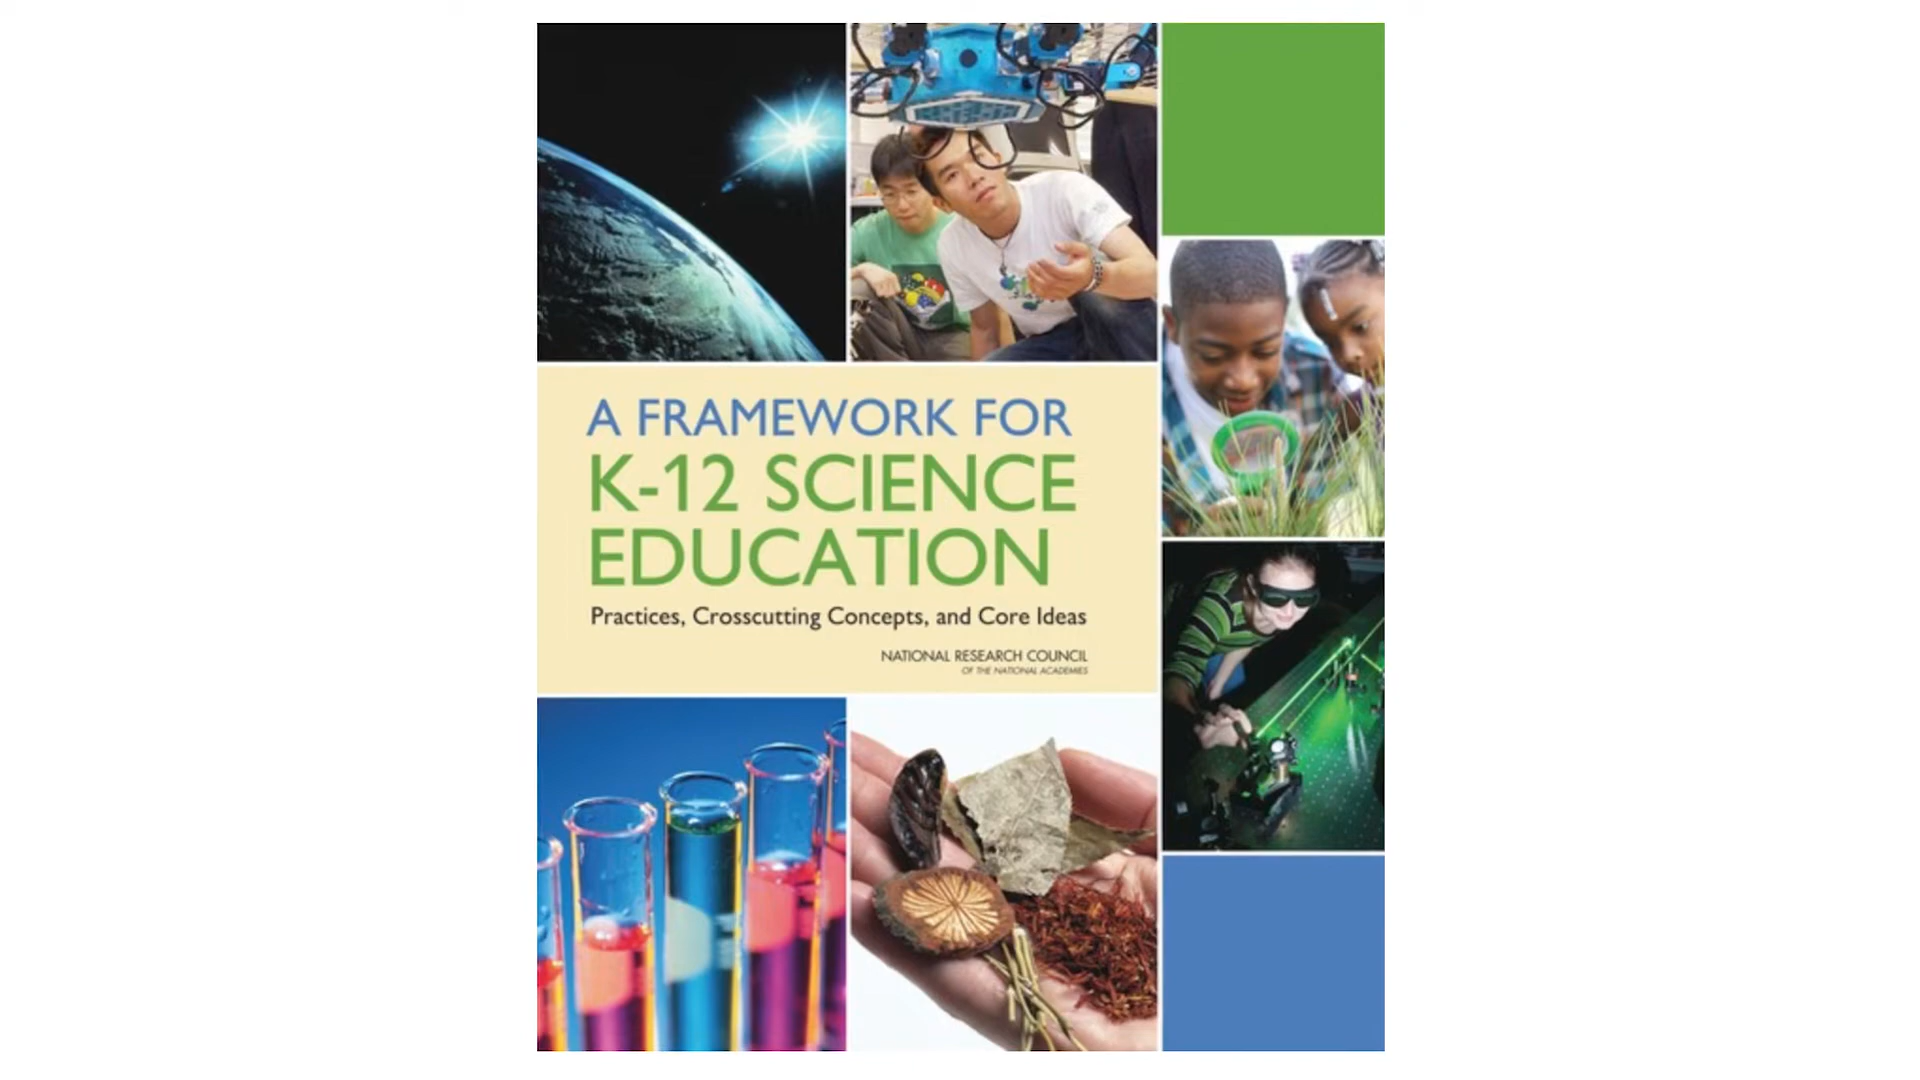 A FRAMEWORK FOR
K-12 SCIENCE
EDUCATION
Practices, Crosscutting Concepts, and Core Ideas
NATIONAL RESEARCH COUNCIL
OF THE NATIONAL ACADEMIES